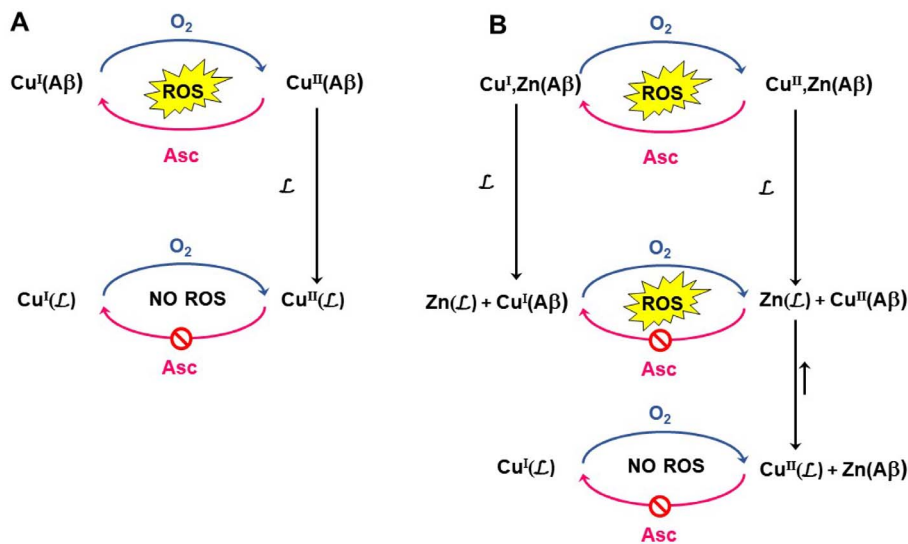 A
O₂
Cuᴵ(Aβ)
ROS
Cuᴵᴵ(Aβ)
Asc
ℒ
O₂
Cuᴵ(ℒ)
NO ROS
Cuᴵᴵ(ℒ)
Asc
B
O₂
Cuᴵ,Zn(Aβ)
ROS
Cuᴵᴵ,Zn(Aβ)
Asc
ℒ
ℒ
O₂
Zn(ℒ) + Cuᴵ(Aβ)
ROS
Zn(ℒ) + Cuᴵᴵ(Aβ)
Asc
O₂
Cuᴵ(ℒ)
NO ROS
Cuᴵᴵ(ℒ) + Zn(Aβ)
Asc